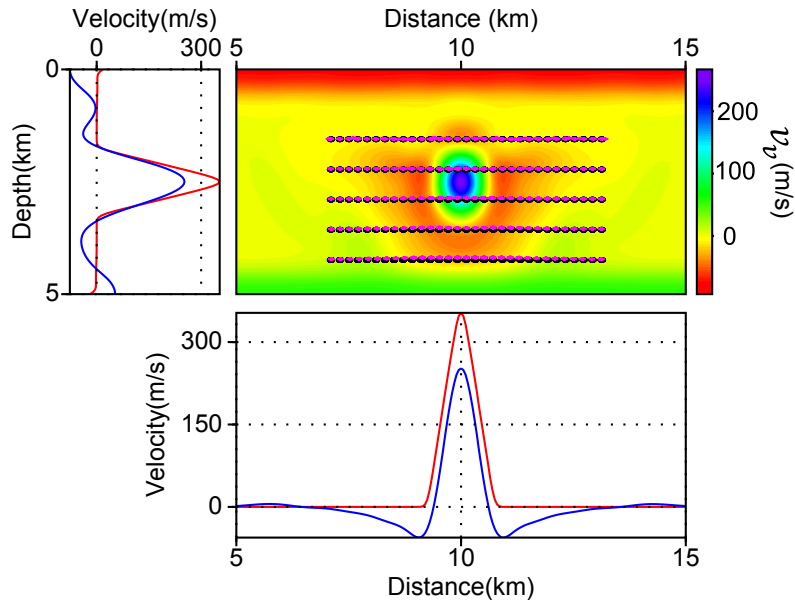 Velocity(m/s)
0 300
Distance (km)
5 10 15
Depth(km)
0
5
200
100
0
υ_v (m/s)
Velocity(m/s)
300
150
0
5 10 15
Distance(km)